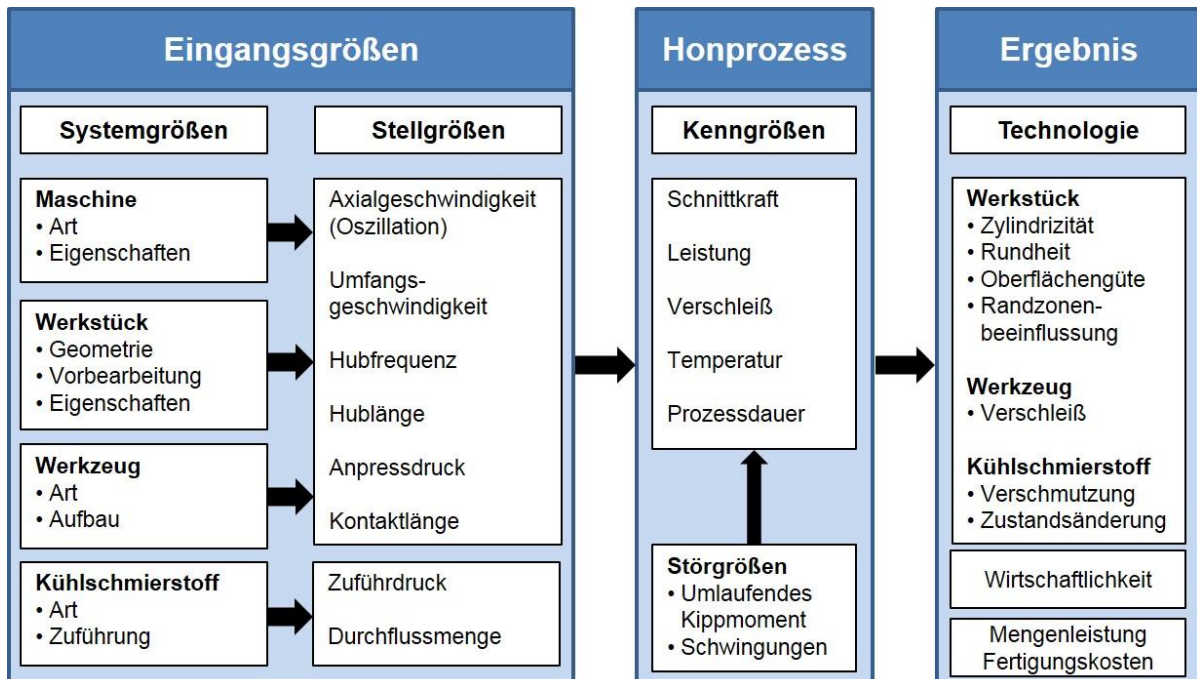 Eingangsgrößen
Systemgrößen
Maschine
• Art
• Eigenschaften
Werkstück
• Geometrie
• Vorbearbeitung
• Eigenschaften
Werkzeug
• Art
• Aufbau
Kühlschmierstoff
• Art
• Zuführung
Stellgrößen
Axialgeschwindigkeit
(Oszillation)
Umfangs-
geschwindigkeit
Hubfrequenz
Hublänge
Anpressdruck
Kontaktlänge
Zuführdruck
Durchflussmenge
Honprozess
Kenngrößen
Schnittkraft
Leistung
Verschleiß
Temperatur
Prozessdauer
Störgrößen
• Umlaufendes
Kippmoment
• Schwingungen
Ergebnis
Technologie
Werkstück
• Zylindrizität
• Rundheit
• Oberflächengüte
• Randzonen-
beeinflussung
Werkzeug
• Verschleiß
Kühlschmierstoff
• Verschmutzung
• Zustandsänderung
Wirtschaftlichkeit
Mengenleistung
Fertigungskosten